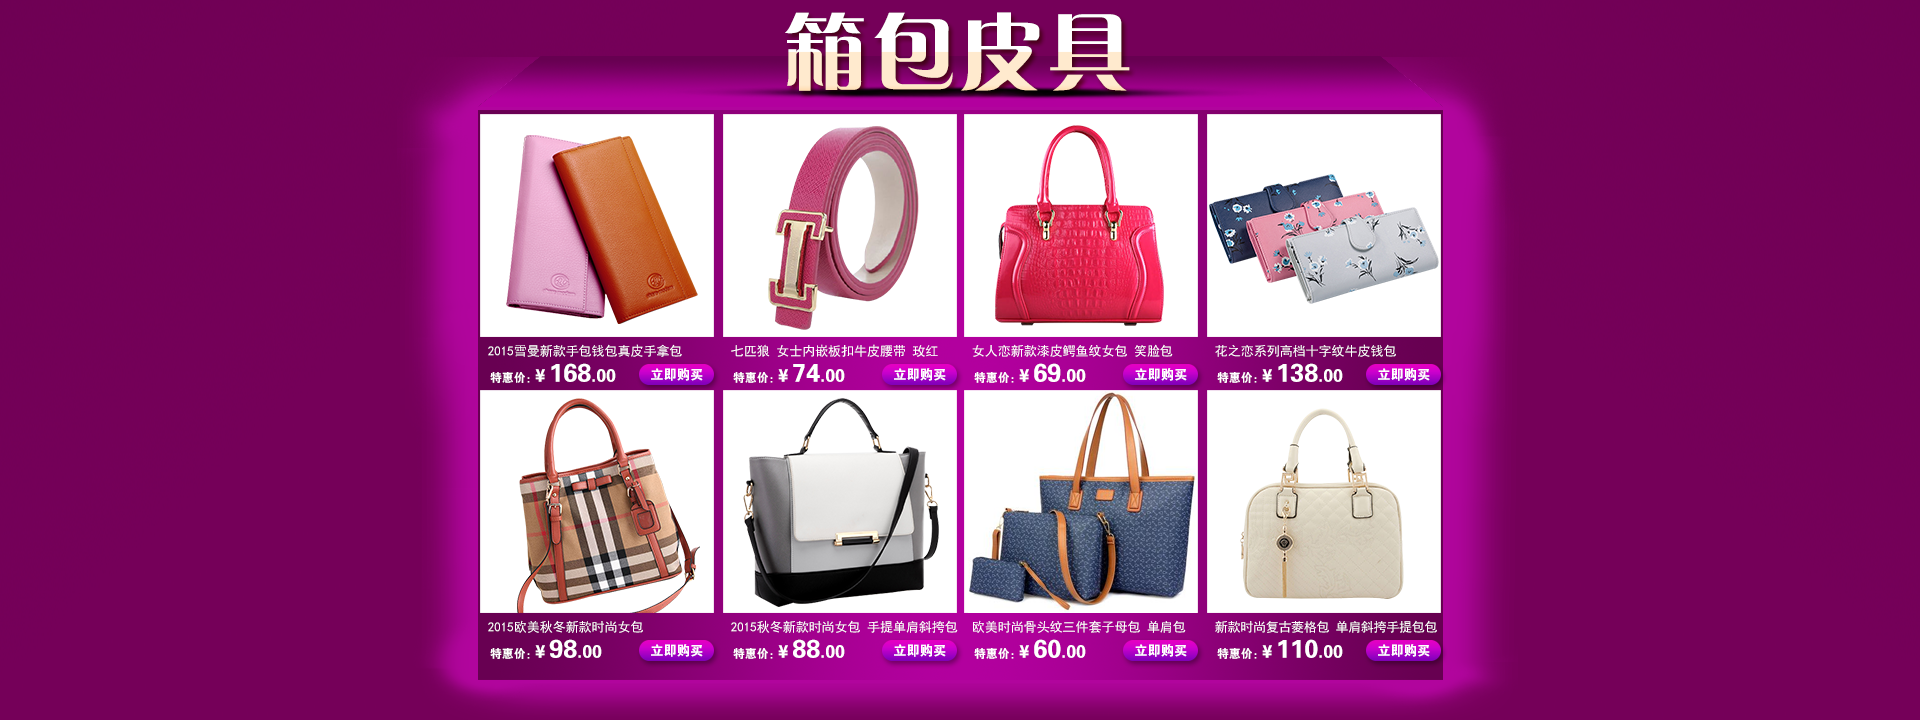 箱包皮具
2015雪曼新款手包钱包真皮手拿包
特惠价: ¥ 168.00
立即购买
七匹狼 女士内嵌板扣牛皮腰带 玫红
特惠价: ¥ 74.00
立即购买
女人恋新款漆皮鳄鱼纹女包 笑脸包
特惠价: ¥ 69.00
立即购买
花之恋系列高档十字纹牛皮钱包
特惠价: ¥ 138.00
立即购买
2015欧美秋冬新款时尚女包
特惠价: ¥ 98.00
立即购买
2015秋冬新款时尚女包 手提单肩斜挎包
特惠价: ¥ 88.00
立即购买
欧美时尚骨头纹三件套子母包 单肩包
特惠价: ¥ 60.00
立即购买
新款时尚复古菱格包 单肩斜挎手提包包
特惠价: ¥ 110.00
立即购买